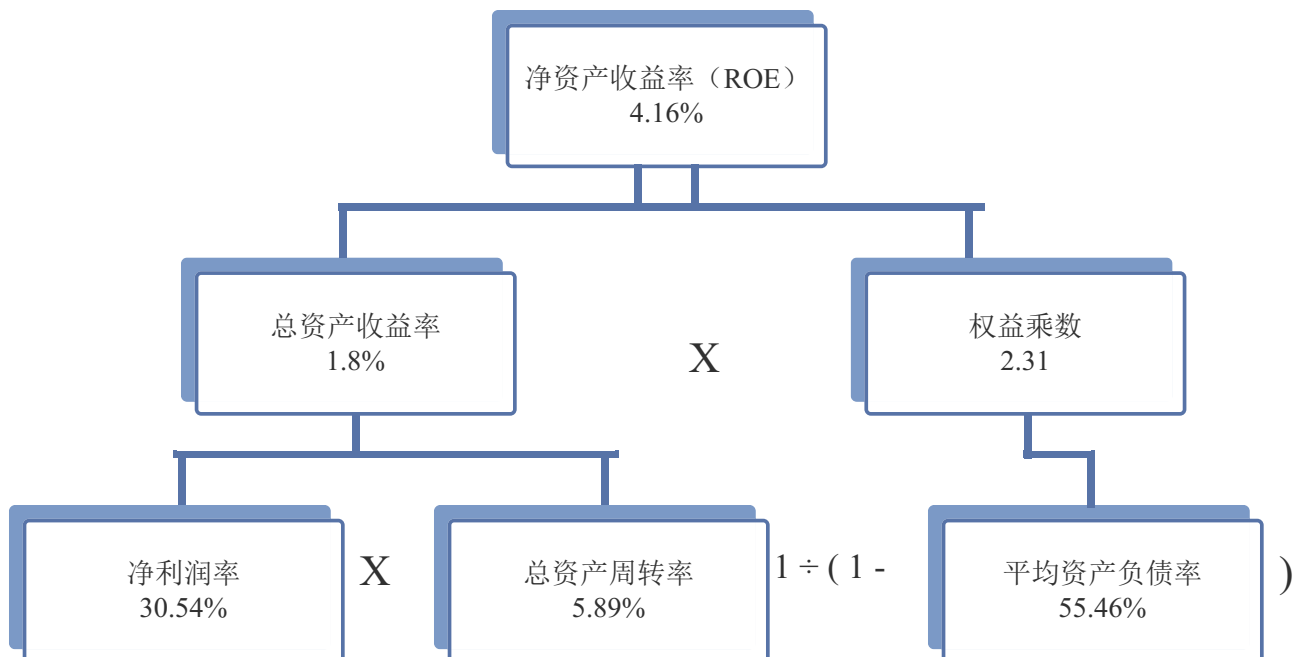 净资产收益率（ROE）
4.16%
总资产收益率
1.8%
X
权益乘数
2.31
净利润率
30.54%
X
总资产周转率
5.89%
1 ÷ ( 1 -
平均资产负债率
55.46%
)